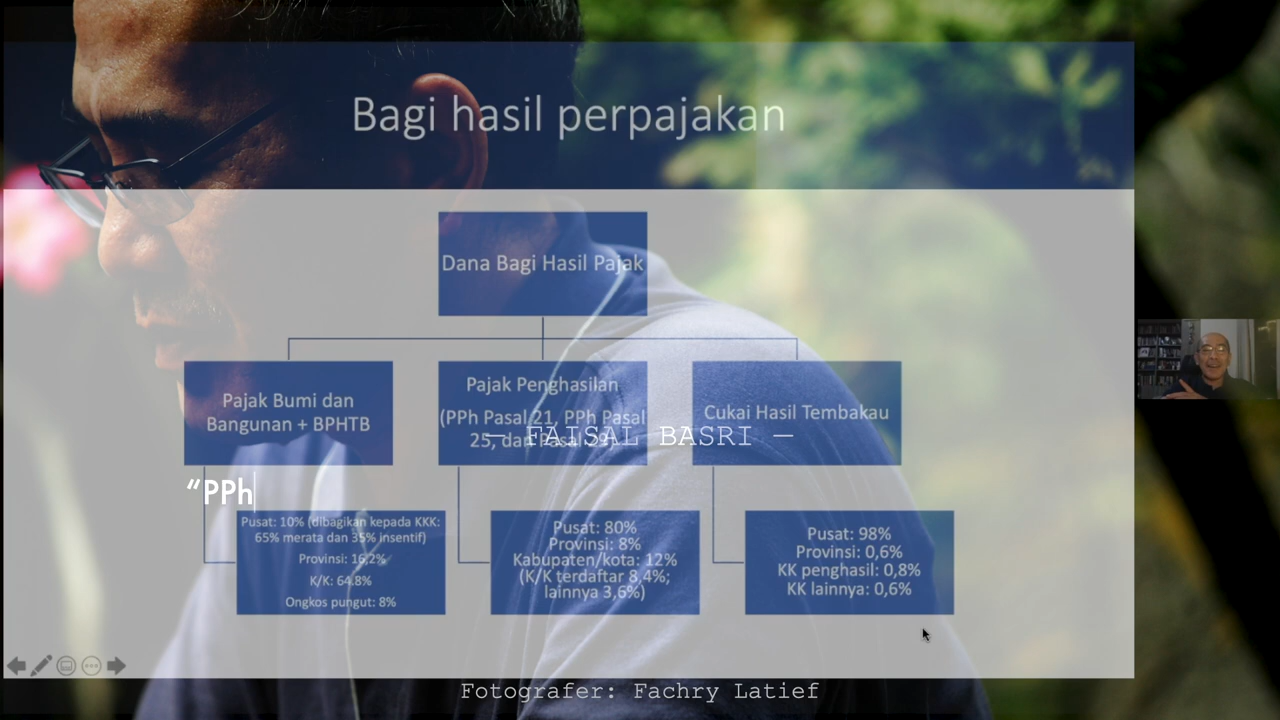 Bagi hasil perpajakan
Dana Bagi Hasil Pajak
Pajak Bumi dan
Bangunan + BPHTB
Pajak Penghasilan
(PPh Pasal 21, PPh Pasal
25, dan Pasal 29)
Cukai Hasil Tembakau
— FAISAL BASRI —
“PPh
Pusat: 10% (dibagikan kepada KKK:
65% merata dan 35% insentif)
Provinsi: 16,2%
K/K: 64.8%
Ongkos pungut: 8%
Pusat: 80%
Provinsi: 8%
Kabupaten/kota: 12%
(K/K terdaftar 8,4%;
lainnya 3,6%)
Pusat: 98%
Provinsi: 0,6%
KK penghasil: 0,8%
KK lainnya: 0,6%
Fotografer: Fachry Latief